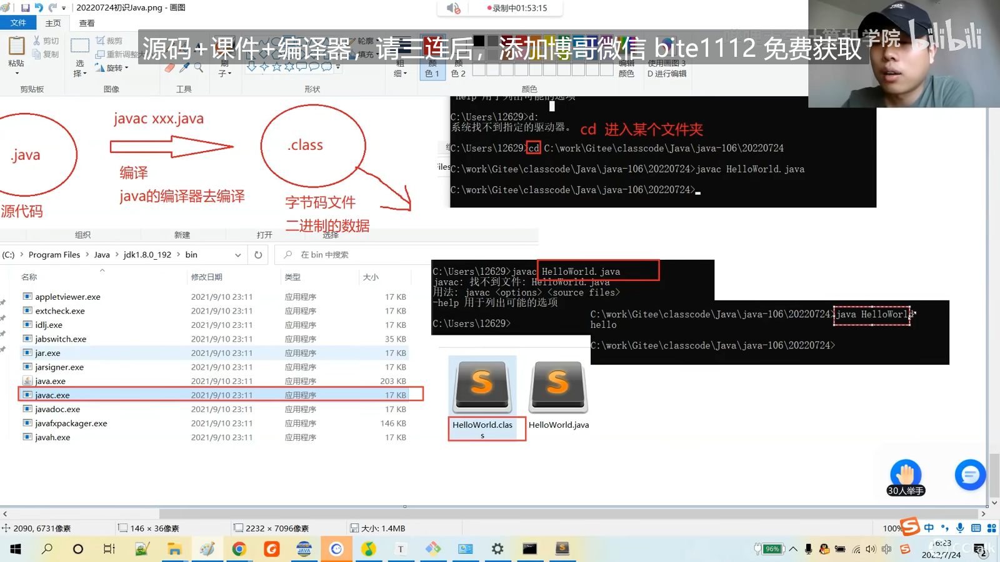 20220724初识Java.png - 画图
录制中01:53:15
文件 主页 查看
源码+课件+编译器 请三连后，添加博哥微信 bite1112 免费获取
计算机学院 bilibili
粘贴
剪切
复制
选择
裁剪
重新调整大
旋转
刷子
轮廓
填充
粗细
颜色 1
颜色 2
编辑颜色
使用画图 3D 进行编辑
剪贴板
图像
工具
形状
颜色
.java
源代码
javac xxx.java
编译
java的编译器去编译
.class
字节码文件
二进制的数据
-help 用于列出可能的选项
C:\Users\12629>d:
系统找不到指定的驱动器。
cd 进入某个文件夹
C:\Users\12629>cd C:\work\Gitee\classcode\Java\java-106\20220724
C:\work\Gitee\classcode\Java\java-106\20220724>javac HelloWorld.java
C:\work\Gitee\classcode\Java\java-106\20220724>
组织 新建 打开 选择
(C:) > Program Files > Java > jdk1.8.0_192 > bin
在 bin 中搜索
名称 修改日期 类型 大小
appletviewer.exe 2021/9/10 23:11 应用程序 17 KB
extcheck.exe 2021/9/10 23:11 应用程序 17 KB
idlj.exe 2021/9/10 23:11 应用程序 17 KB
jabswitch.exe 2021/9/10 23:11 应用程序 35 KB
jar.exe 2021/9/10 23:11 应用程序 17 KB
jarsigner.exe 2021/9/10 23:11 应用程序 17 KB
java.exe 2021/9/10 23:11 应用程序 203 KB
javac.exe 2021/9/10 23:11 应用程序 17 KB
javadoc.exe 2021/9/10 23:11 应用程序 17 KB
javafxpackager.exe 2021/9/10 23:11 应用程序 146 KB
javah.exe 2021/9/10 23:11 应用程序 17 KB
C:\Users\12629>javac HelloWorld.java
javac: 找不到文件: HelloWorld.java
用法: javac <options> <source files>
-help 用于列出可能的选项
C:\Users\12629>
C:\work\Gitee\classcode\Java\java-106\20220724>java HelloWorld
hello
C:\work\Gitee\classcode\Java\java-106\20220724>
HelloWorld.clas
s
HelloWorld.java
30人举手
2090, 6731像素
146 × 36像素
2232 × 7096像素
大小: 1.4MB
100%
中
96%
16:23
2022/7/24